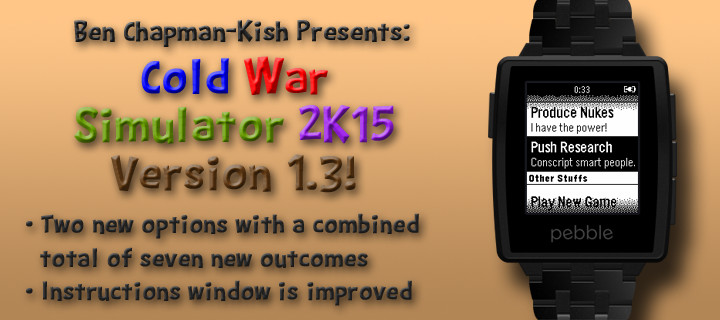 Ben Chapman-Kish Presents:
Cold War
Simulator 2K15
Version 1.3!
• Two new options with a combined
total of seven new outcomes
• Instructions window is improved
0:33
Produce Nukes
I have the power!
Push Research
Conscript smart people.
Other Stuffs
Play New Game
pebble